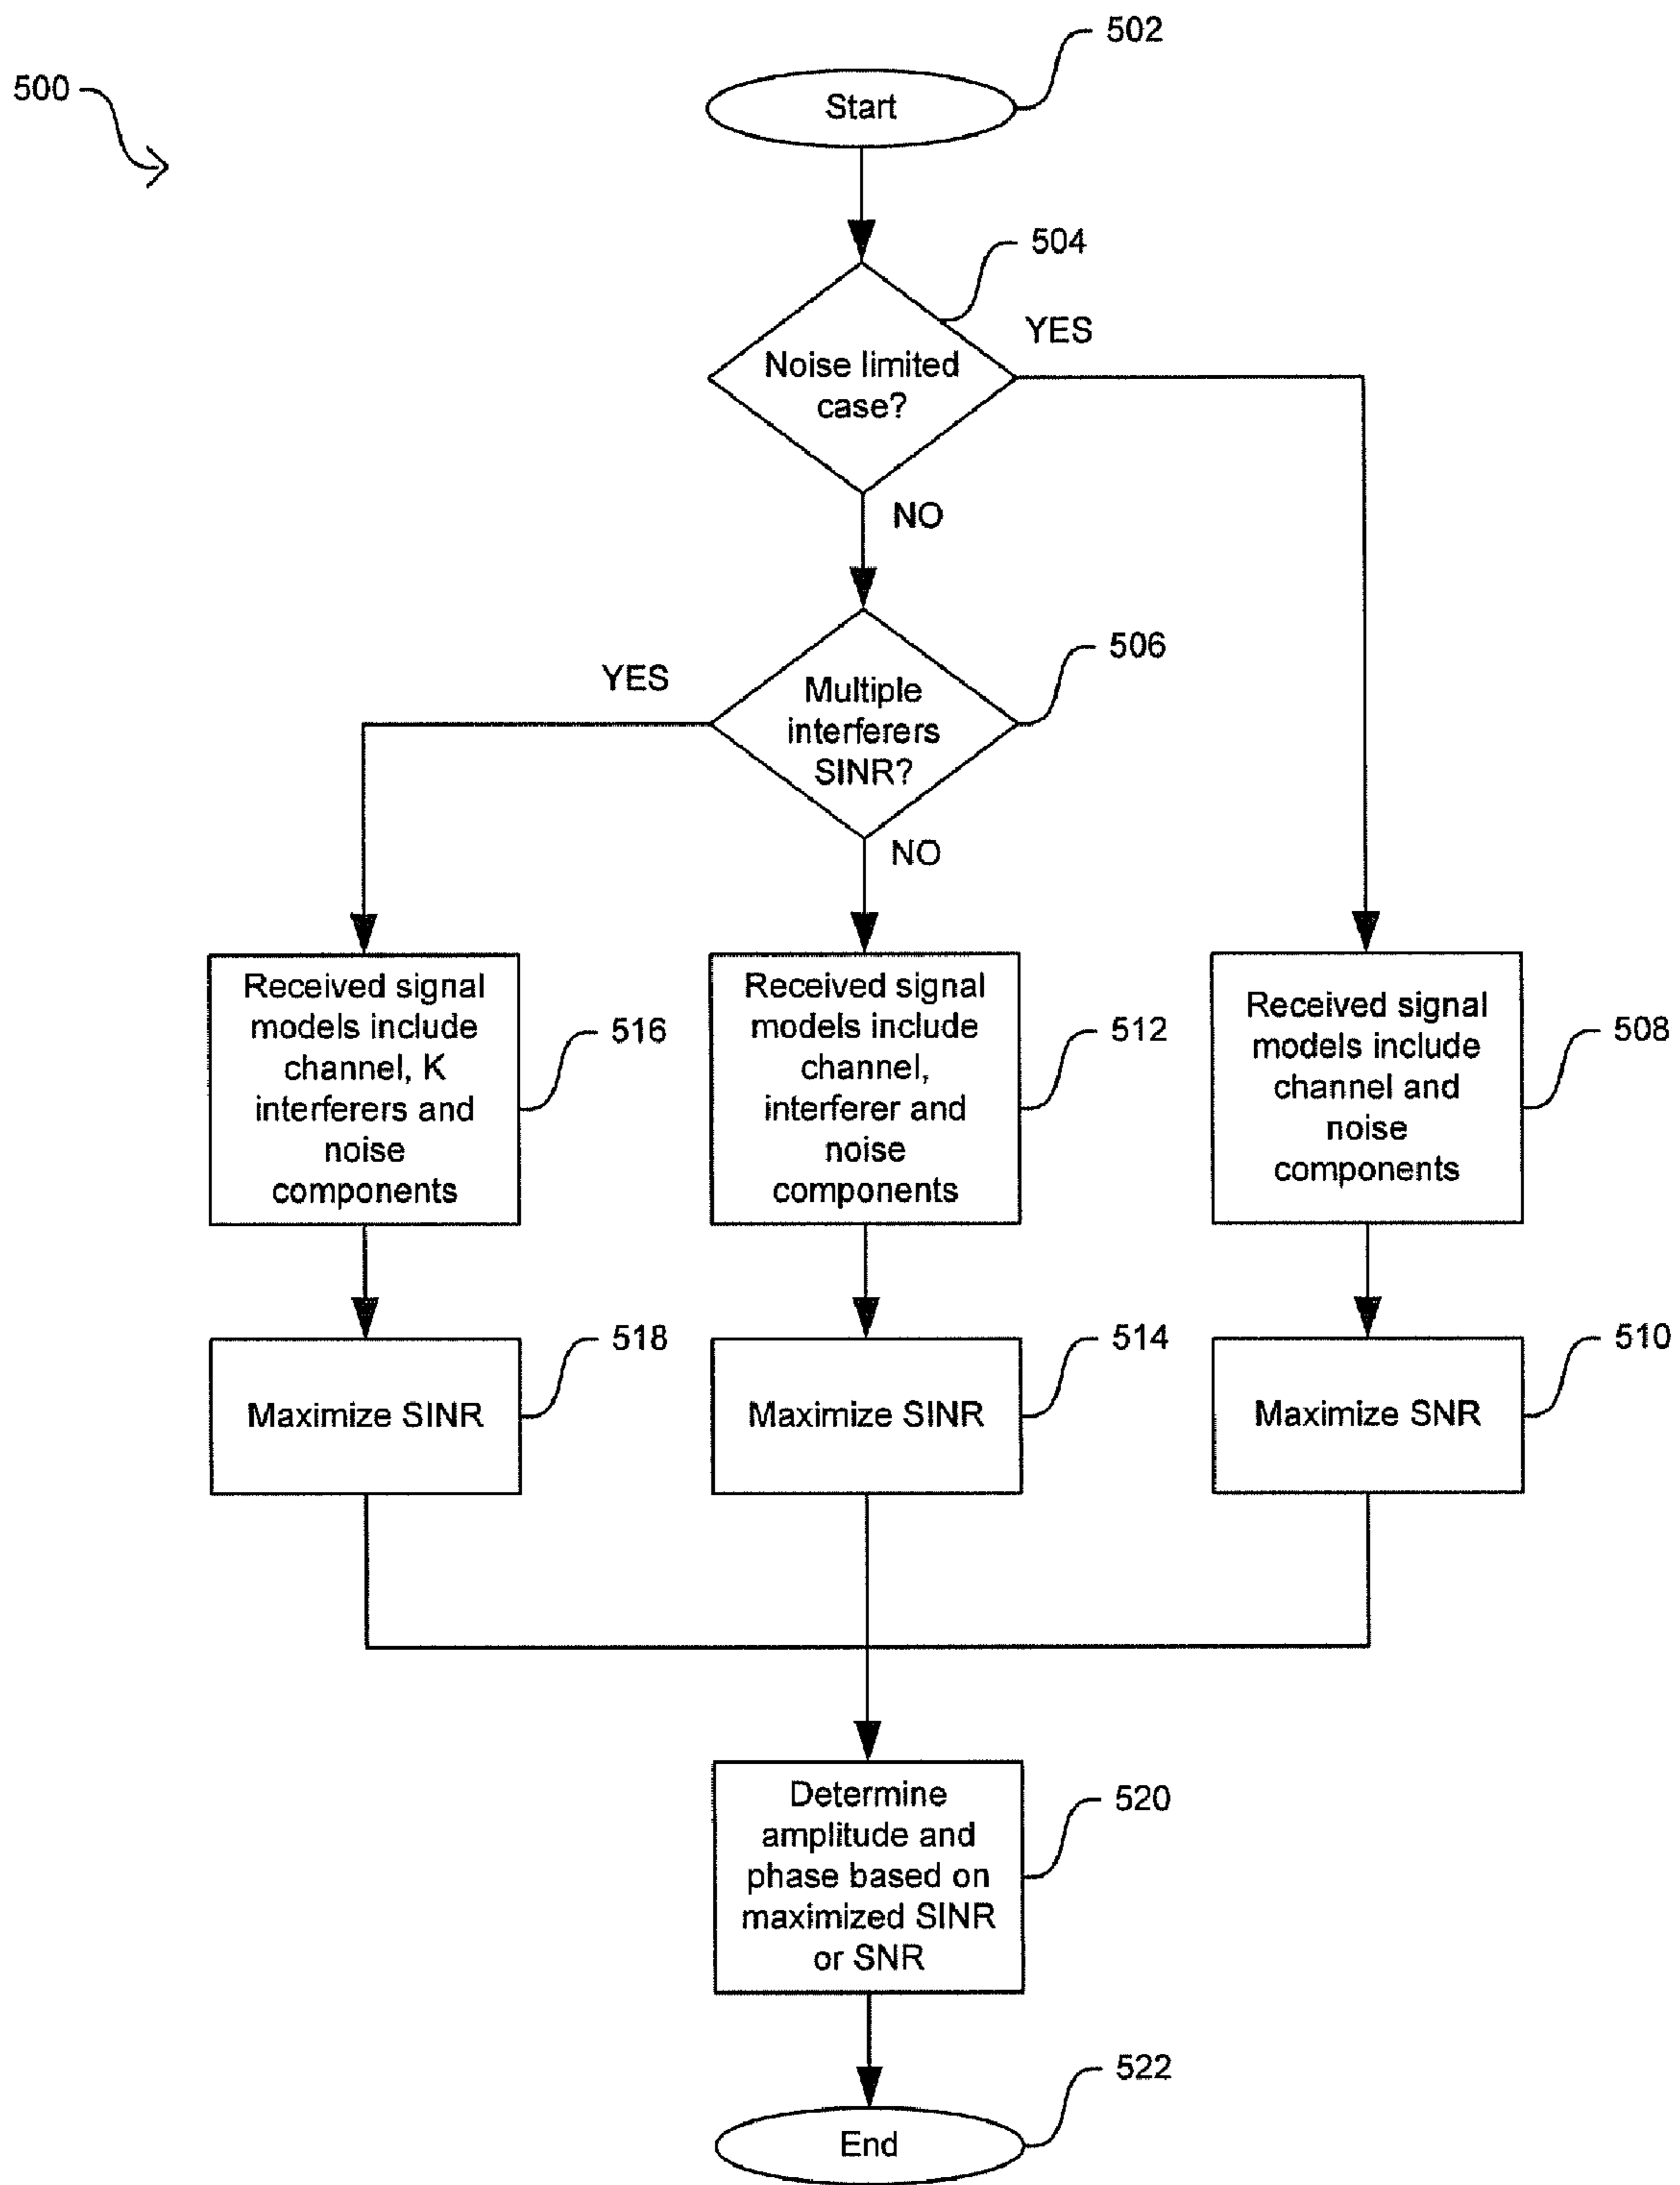 502
500
Start
504
YES
Noise limited
case?
NO
506
YES
Multiple
interferers
SINR?
NO
Received signal
models include
channel, K
interferers and
noise
components
516
Received signal
models include
channel,
interferer and
noise
components
512
Received signal
models include
channel and
noise
components
508
518
Maximize SINR
514
Maximize SINR
510
Maximize SNR
Determine
amplitude and
phase based on
maximized SINR
or SNR
520
522
End